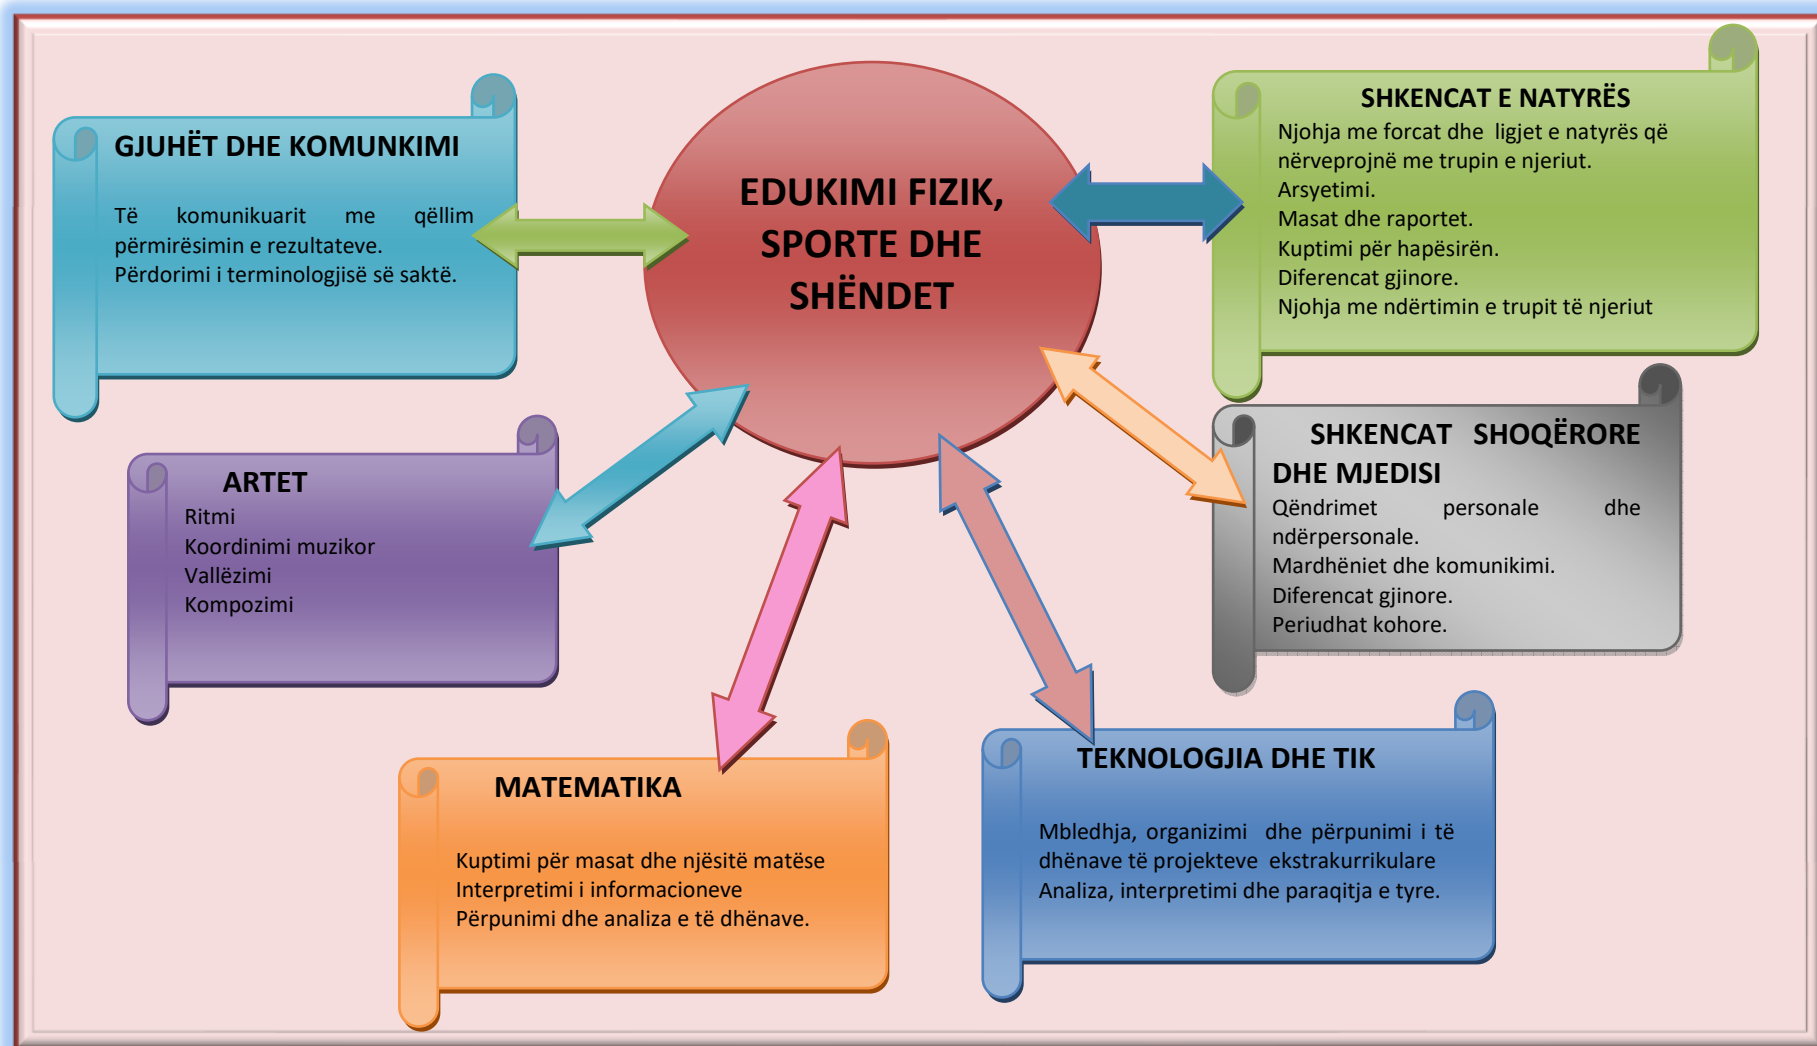 GJUHËT DHE KOMUNKIMI
Të komunikuarit me qëllim
përmirësimin e rezultateve.
Përdorimi i terminologjisë së saktë.
EDUKIMI FIZIK,
SPORTE DHE
SHËNDET
SHKENCAT E NATYRËS
Njohja me forcat dhe ligjet e natyrës që
nërveprojnë me trupin e njeriut.
Arsyetimi.
Masat dhe raportet.
Kuptimi për hapësirën.
Diferencat gjinore.
Njohja me ndërtimin e trupit të njeriut
ARTET
Ritmi
Koordinimi muzikor
Vallëzimi
Kompozimi
SHKENCAT SHOQËRORE
DHE MJEDISI
Qëndrimet personale dhe
ndërpersonale.
Mardhëniet dhe komunikimi.
Diferencat gjinore.
Periudhat kohore.
MATEMATIKA
Kuptimi për masat dhe njësitë matëse
Interpretimi i informacioneve
Përpunimi dhe analiza e të dhënave.
TEKNOLOGJIA DHE TIK
Mbledhja, organizimi dhe përpunimi i të
dhënave të projekteve ekstrakurrikulare
Analiza, interpretimi dhe paraqitja e tyre.